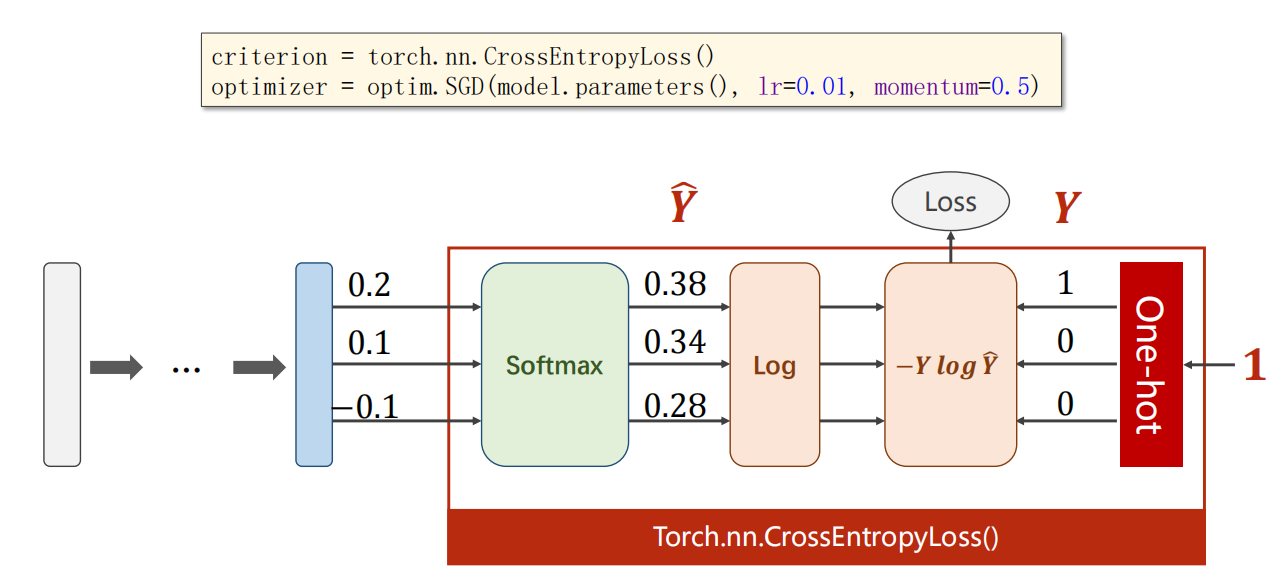 criterion = torch.nn.CrossEntropyLoss()
optimizer = optim.SGD(model.parameters(), lr=0.01, momentum=0.5)
Ŷ
Loss
Y
0.2
0.38
1
0.1
0.34
0
−0.1
0.28
0
...
Softmax
Log
−Y log Ŷ
One-hot
1
Torch.nn.CrossEntropyLoss()